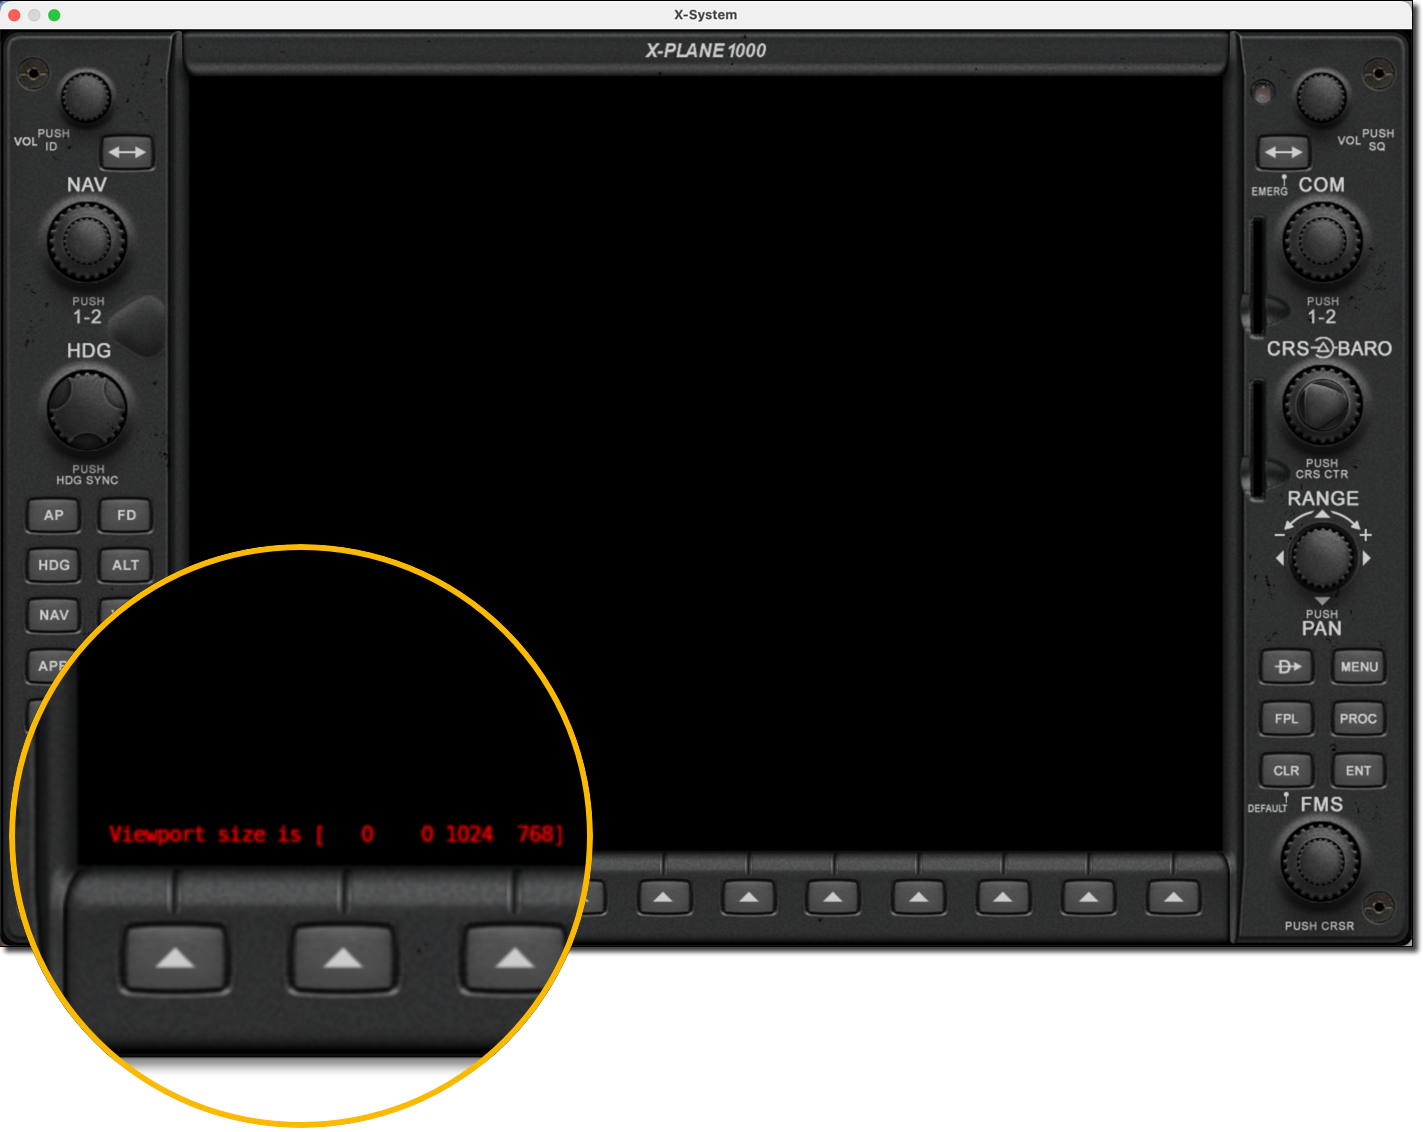 X-System
X-PLANE 1000
VOL PUSH ID
NAV
PUSH
1-2
HDG
PUSH
HDG SYNC
AP FD
HDG ALT
NAV
VOL PUSH SQ
EMERG COM
PUSH
1-2
CRS BARO
PUSH
CRS CTR
RANGE
- +
PUSH
PAN
D MENU
FPL PROC
CLR ENT
DEFAULT FMS
PUSH CRSR
Viewport size is [ 0 0 1024 768]